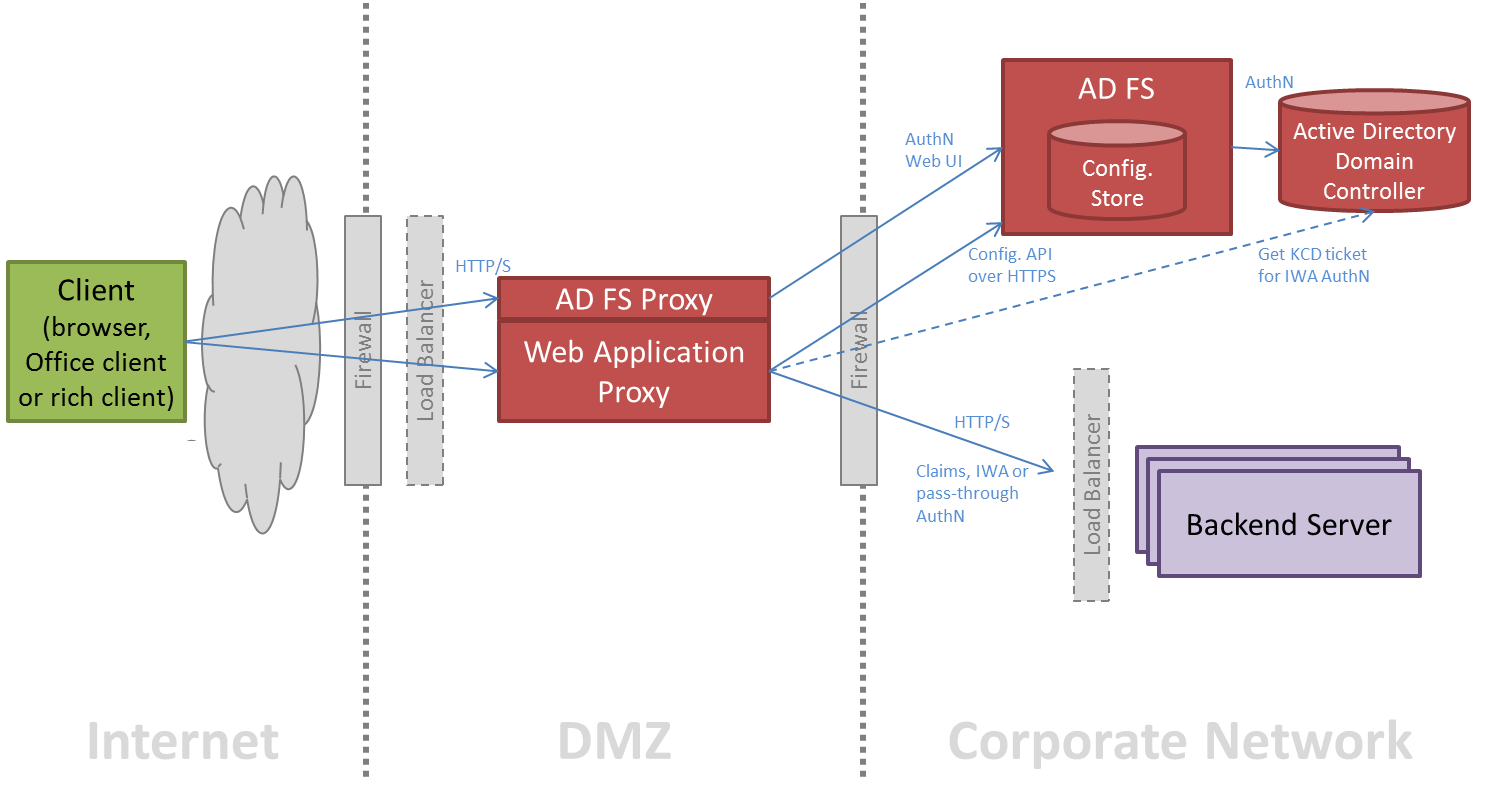 Client
(browser,
Office client
or rich client)
Firewall
Load Balancer
HTTP/S
AD FS Proxy
Web Application
Proxy
Firewall
AuthN
Web UI
AD FS
Config.
Store
AuthN
Active Directory
Domain
Controller
Config. API
over HTTPS
Get KCD ticket
for IWA AuthN
HTTP/S
Claims, IWA or
pass-through
AuthN
Load Balancer
Backend Server
Internet
DMZ
Corporate Network